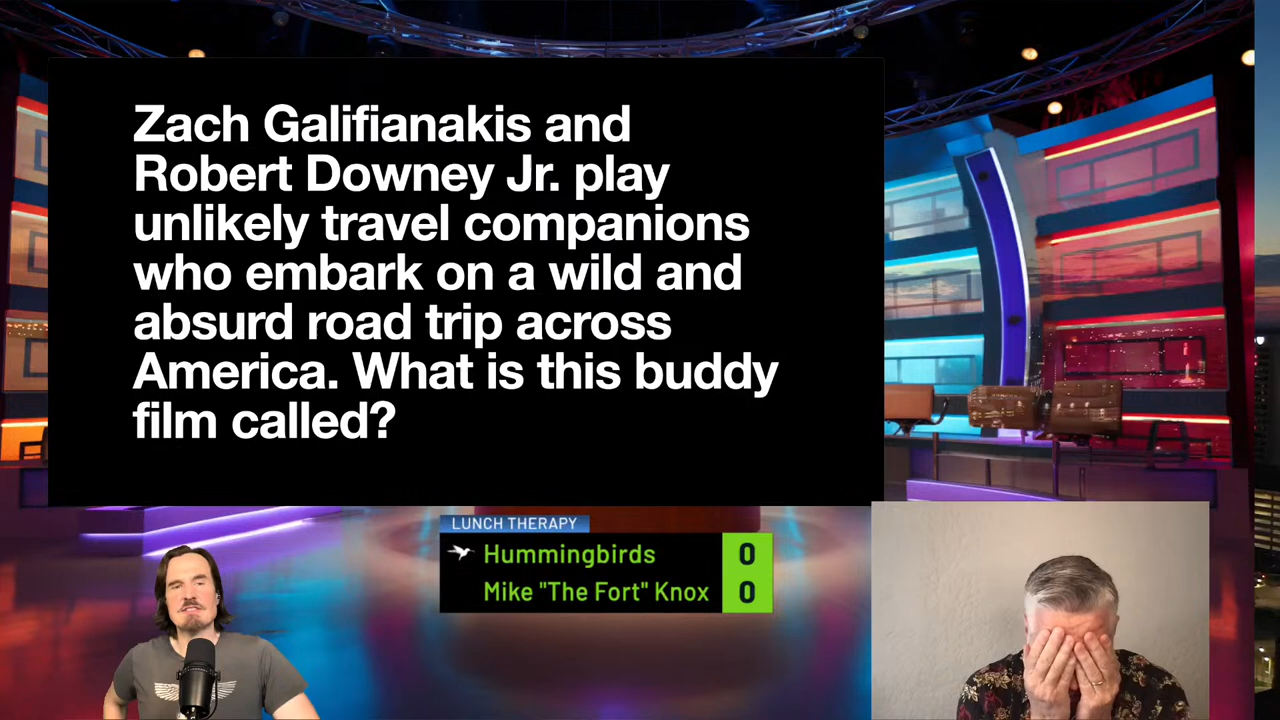 Zach Galifianakis and
Robert Downey Jr. play
unlikely travel companions
who embark on a wild and
absurd road trip across
America. What is this buddy
film called?
LUNCH THERAPY
Hummingbirds 0
Mike "The Fort" Knox 0